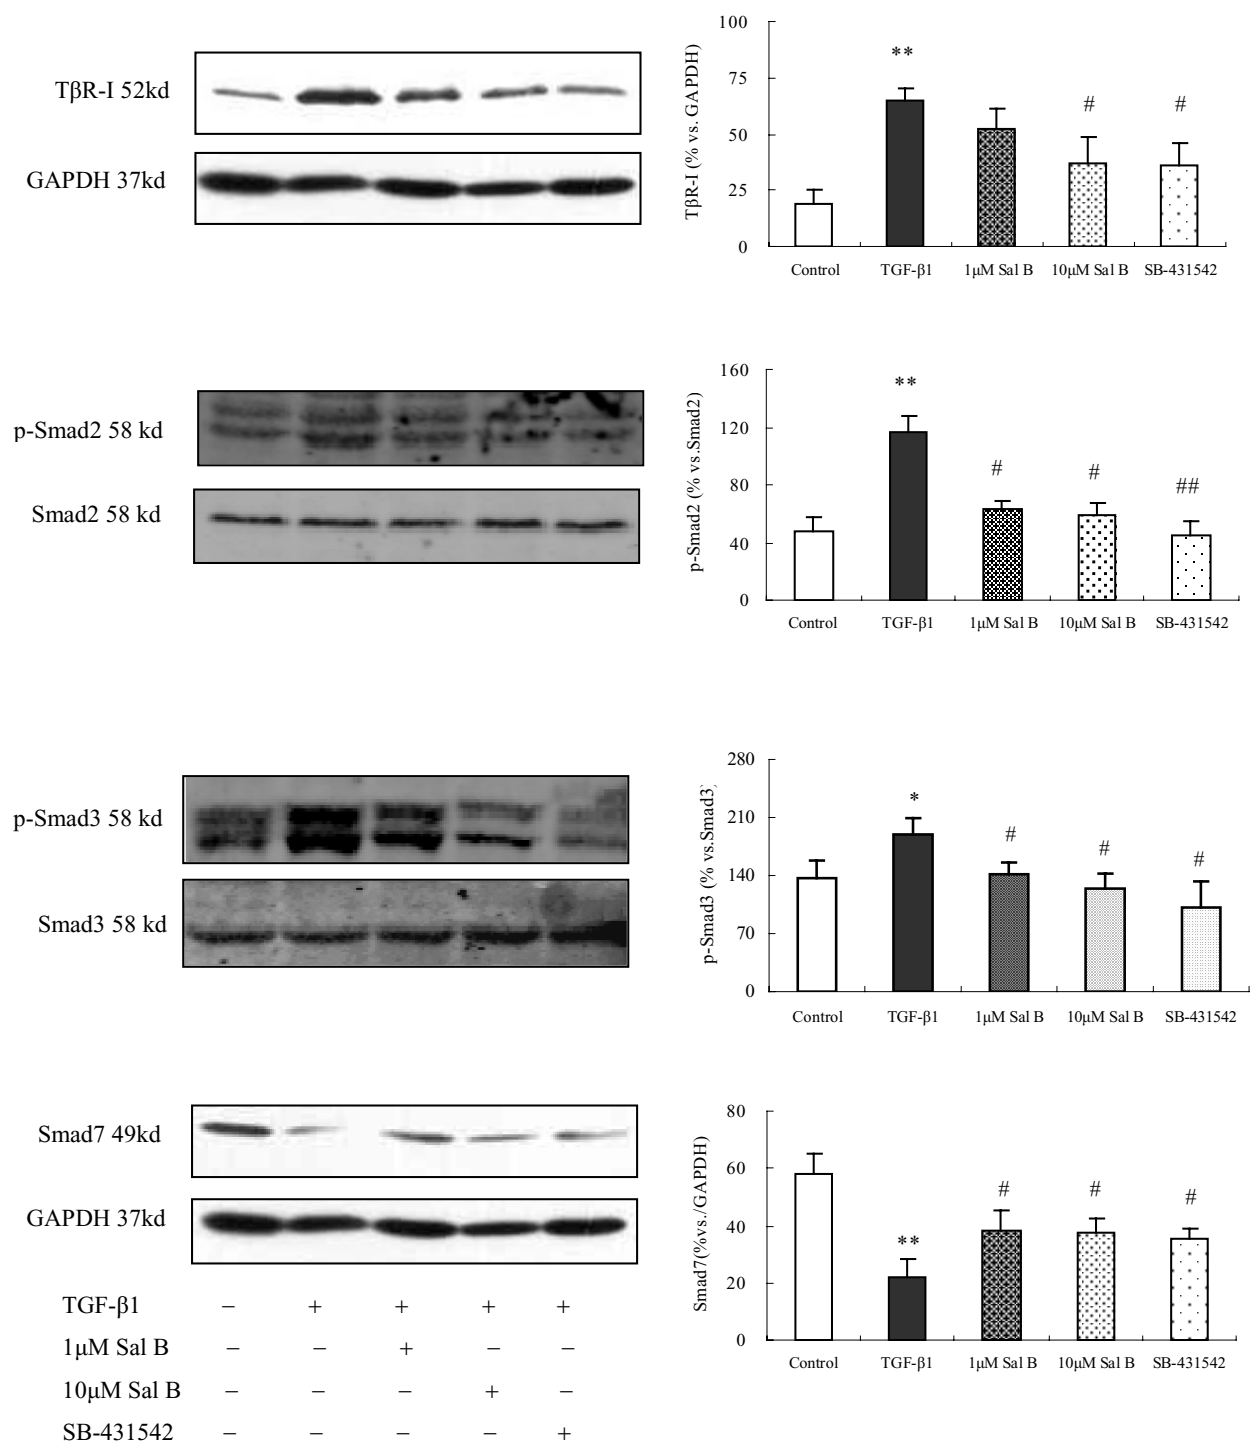 TβR-I 52kd
GAPDH 37kd
TβR-I (% vs. GAPDH)
100
75
50
25
0
**
#
#
Control
TGF-β1
1μM Sal B
10μM Sal B
SB-431542
p-Smad2 58 kd
Smad2 58 kd
p-Smad2 (% vs.Smad2)
160
120
80
40
0
**
#
#
##
Control
TGF-β1
1μM Sal B
10μM Sal B
SB-431542
p-Smad3 58 kd
Smad3 58 kd
p-Smad3 (% vs.Smad3)
280
210
140
70
0
*
#
#
#
Control
TGF-β1
1μM Sal B
10μM Sal B
SB-431542
Smad7 49kd
GAPDH 37kd
Smad7(%vs./GAPDH)
80
60
40
20
0
**
#
#
#
Control
TGF-β1
1μM Sal B
10μM Sal B
SB-431542
TGF-β1 – + + + +
1μM Sal B – – + – –
10μM Sal B – – – + –
SB-431542 – – – – +